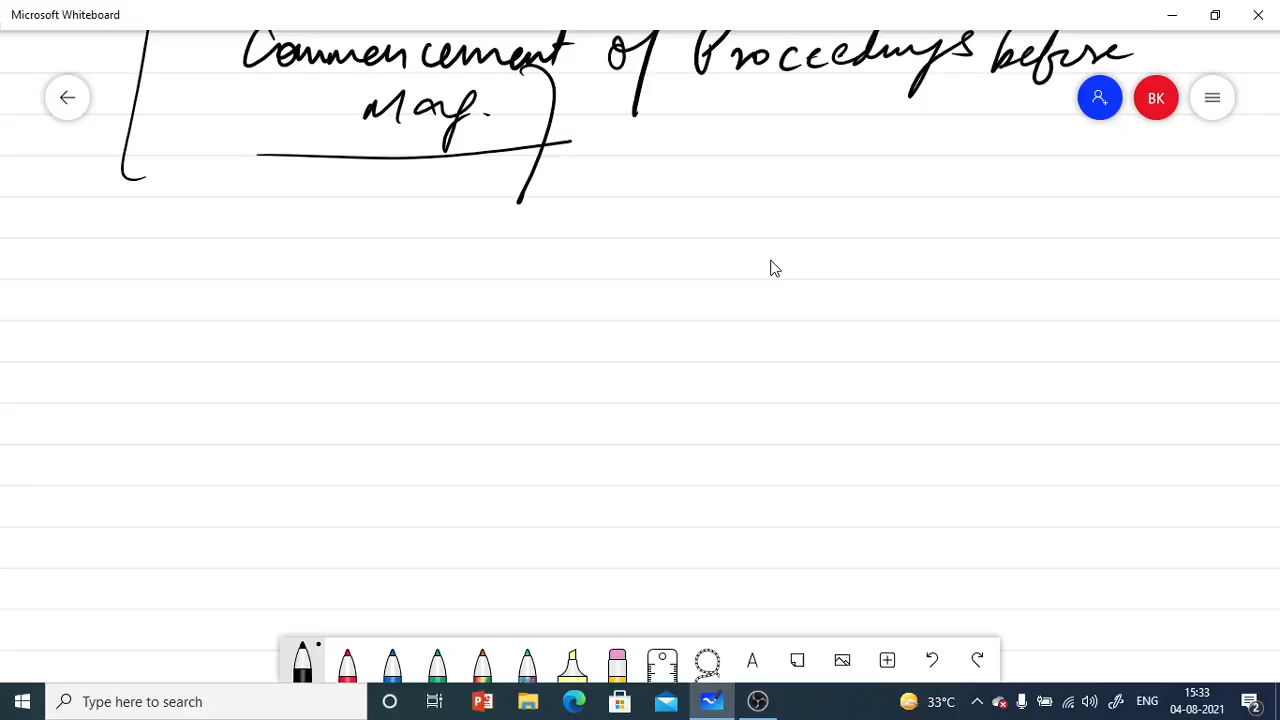 Microsoft Whiteboard
Commencement of Proceedings before
Mag.
BK
A
Type here to search
33°C
ENG
15:33
04-08-2021
2